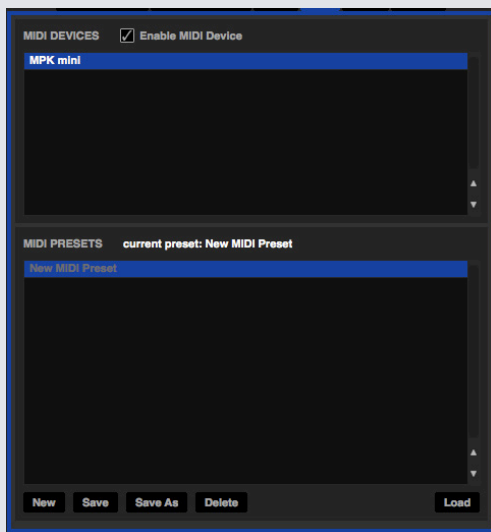 MIDI DEVICES Enable MIDI Device
MPK mini
MIDI PRESETS current preset: New MIDI Preset
New MIDI Preset
New Save Save As Delete Load